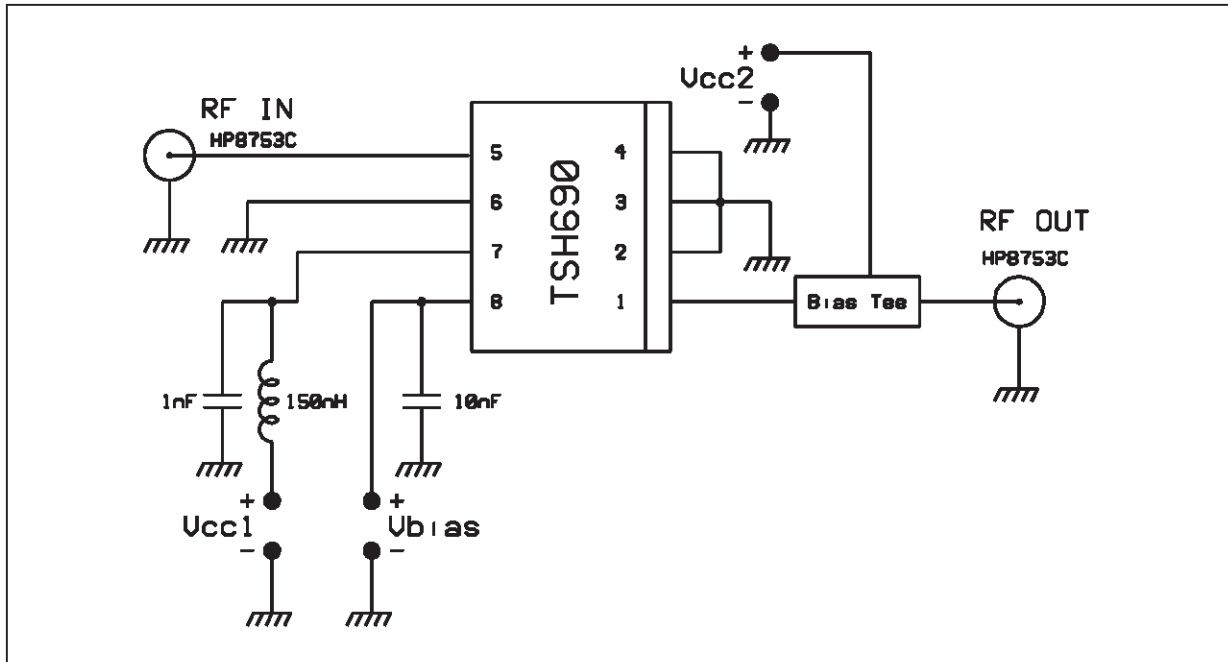 +
Vcc2
-
RF IN
HP8753C
5
6
7
8
TSH690
4
3
2
1
RF OUT
HP8753C
Bias Tee
1nF
150nH
10nF
+
Vcc1
-
+
Vbias
-